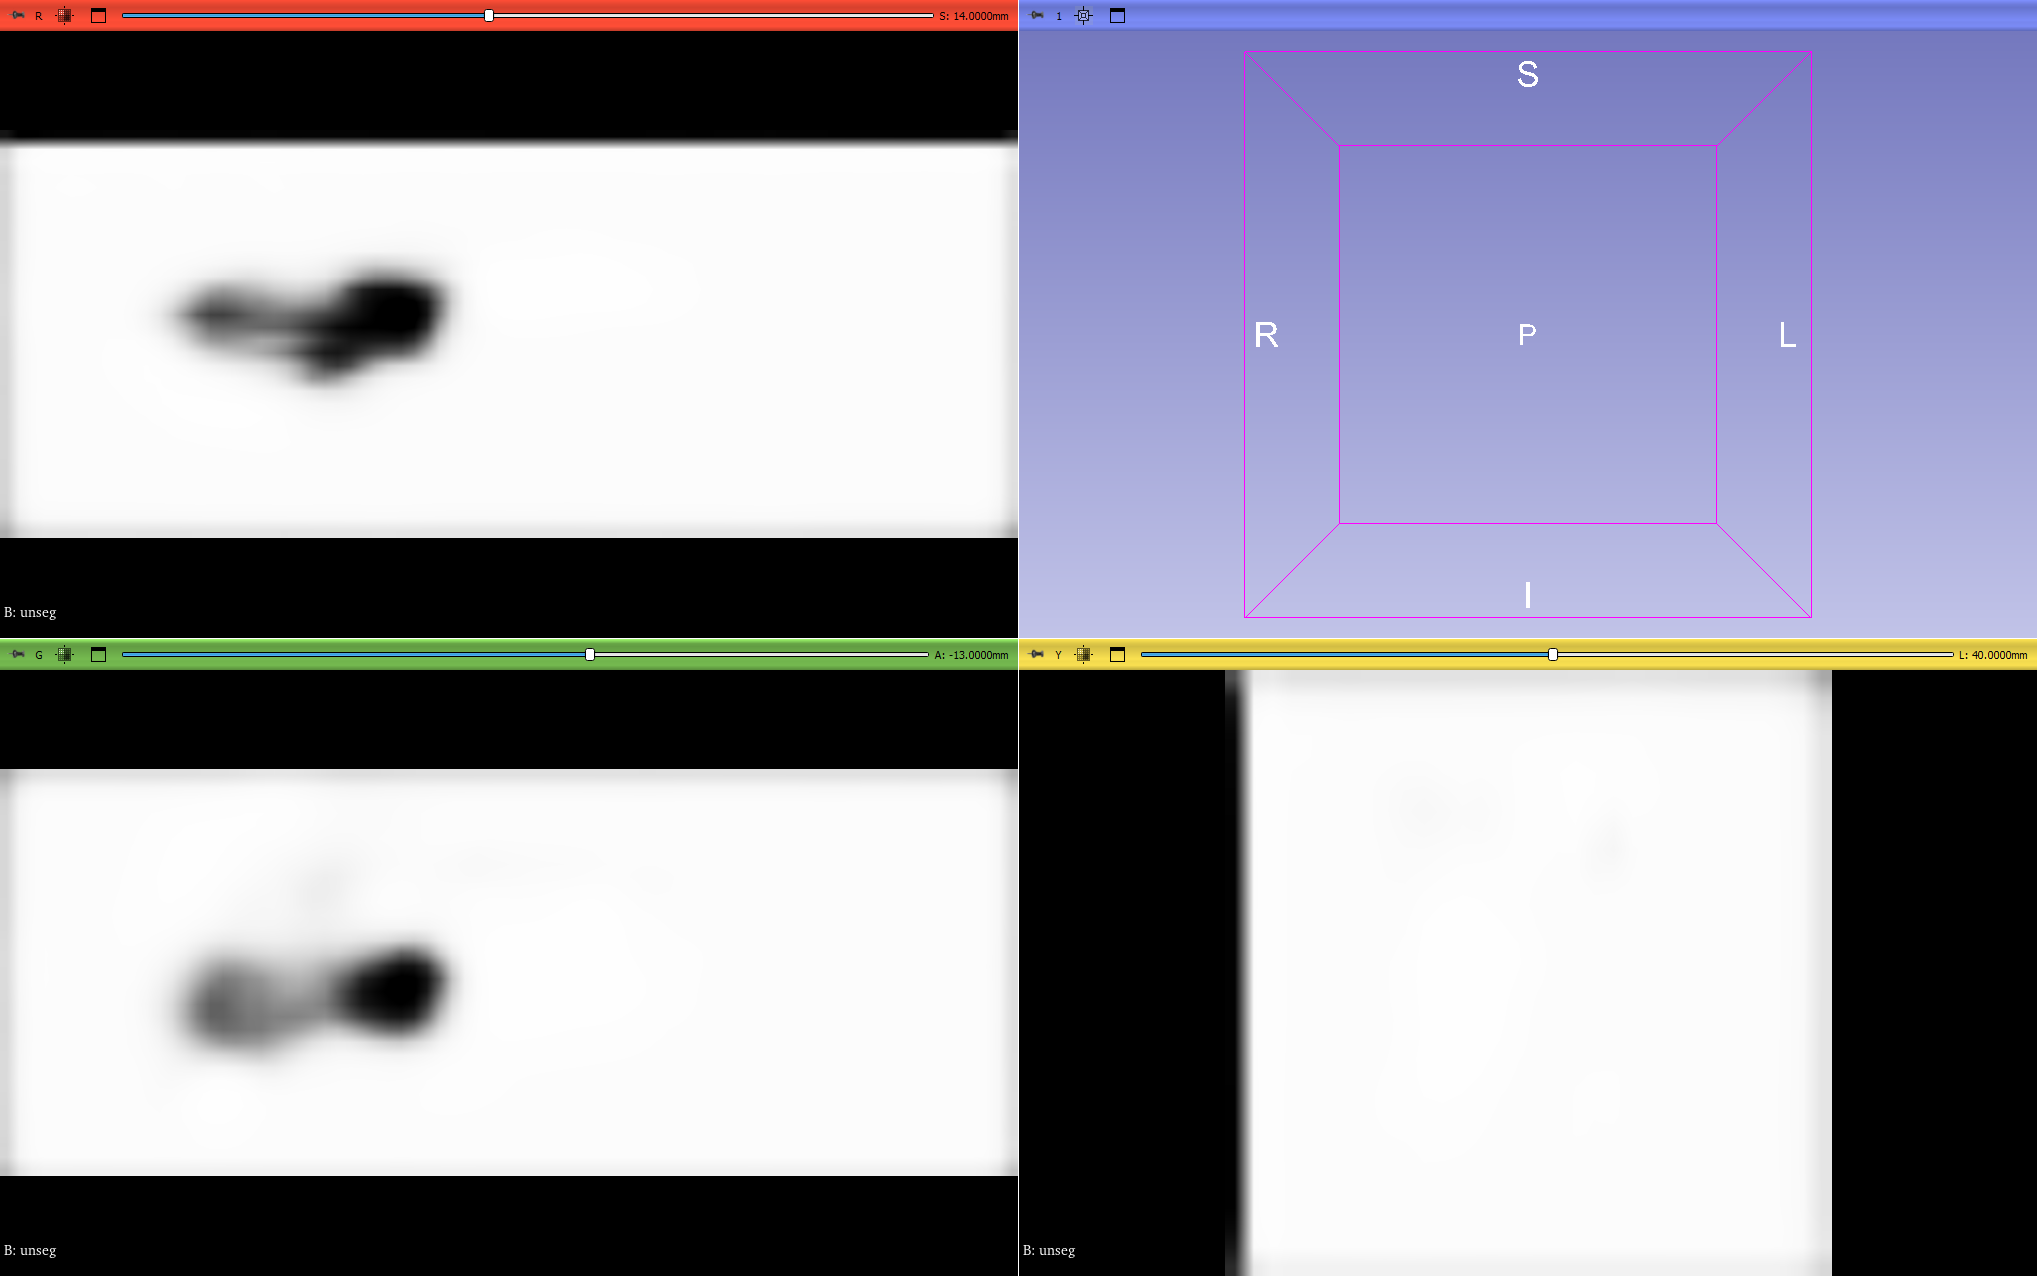 R S: 14.0000mm
B: unseg
1
S
R P L
I
G A: -13.0000mm
B: unseg
Y L: 40.0000mm
B: unseg